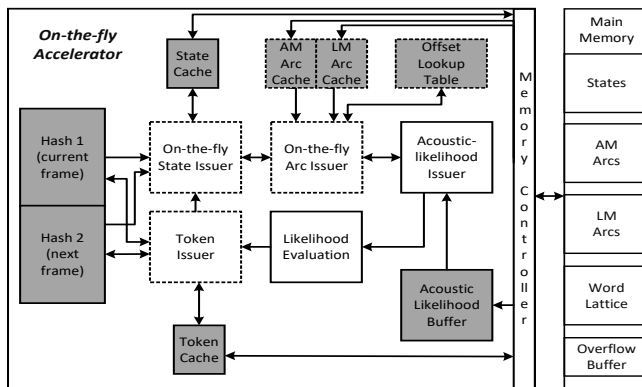 On-the-fly
Accelerator
State
Cache
AM
Arc
Cache
LM
Arc
Cache
Offset
Lookup
Table
Hash 1
(current
frame)
Hash 2
(next
frame)
On-the-fly
State Issuer
On-the-fly
Arc Issuer
Acoustic-
likelihood
Issuer
Token
Issuer
Likelihood
Evaluation
Acoustic
Likelihood
Buffer
Token
Cache
Memory Controller
Main
Memory
States
AM
Arcs
LM
Arcs
Word
Lattice
Overflow
Buffer